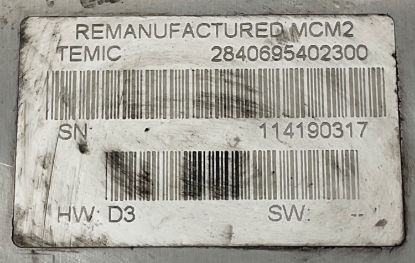 REMANUFACTURED MCM2
TEMIC 2840695402300
SN 114190317
HW: D3 SW: --